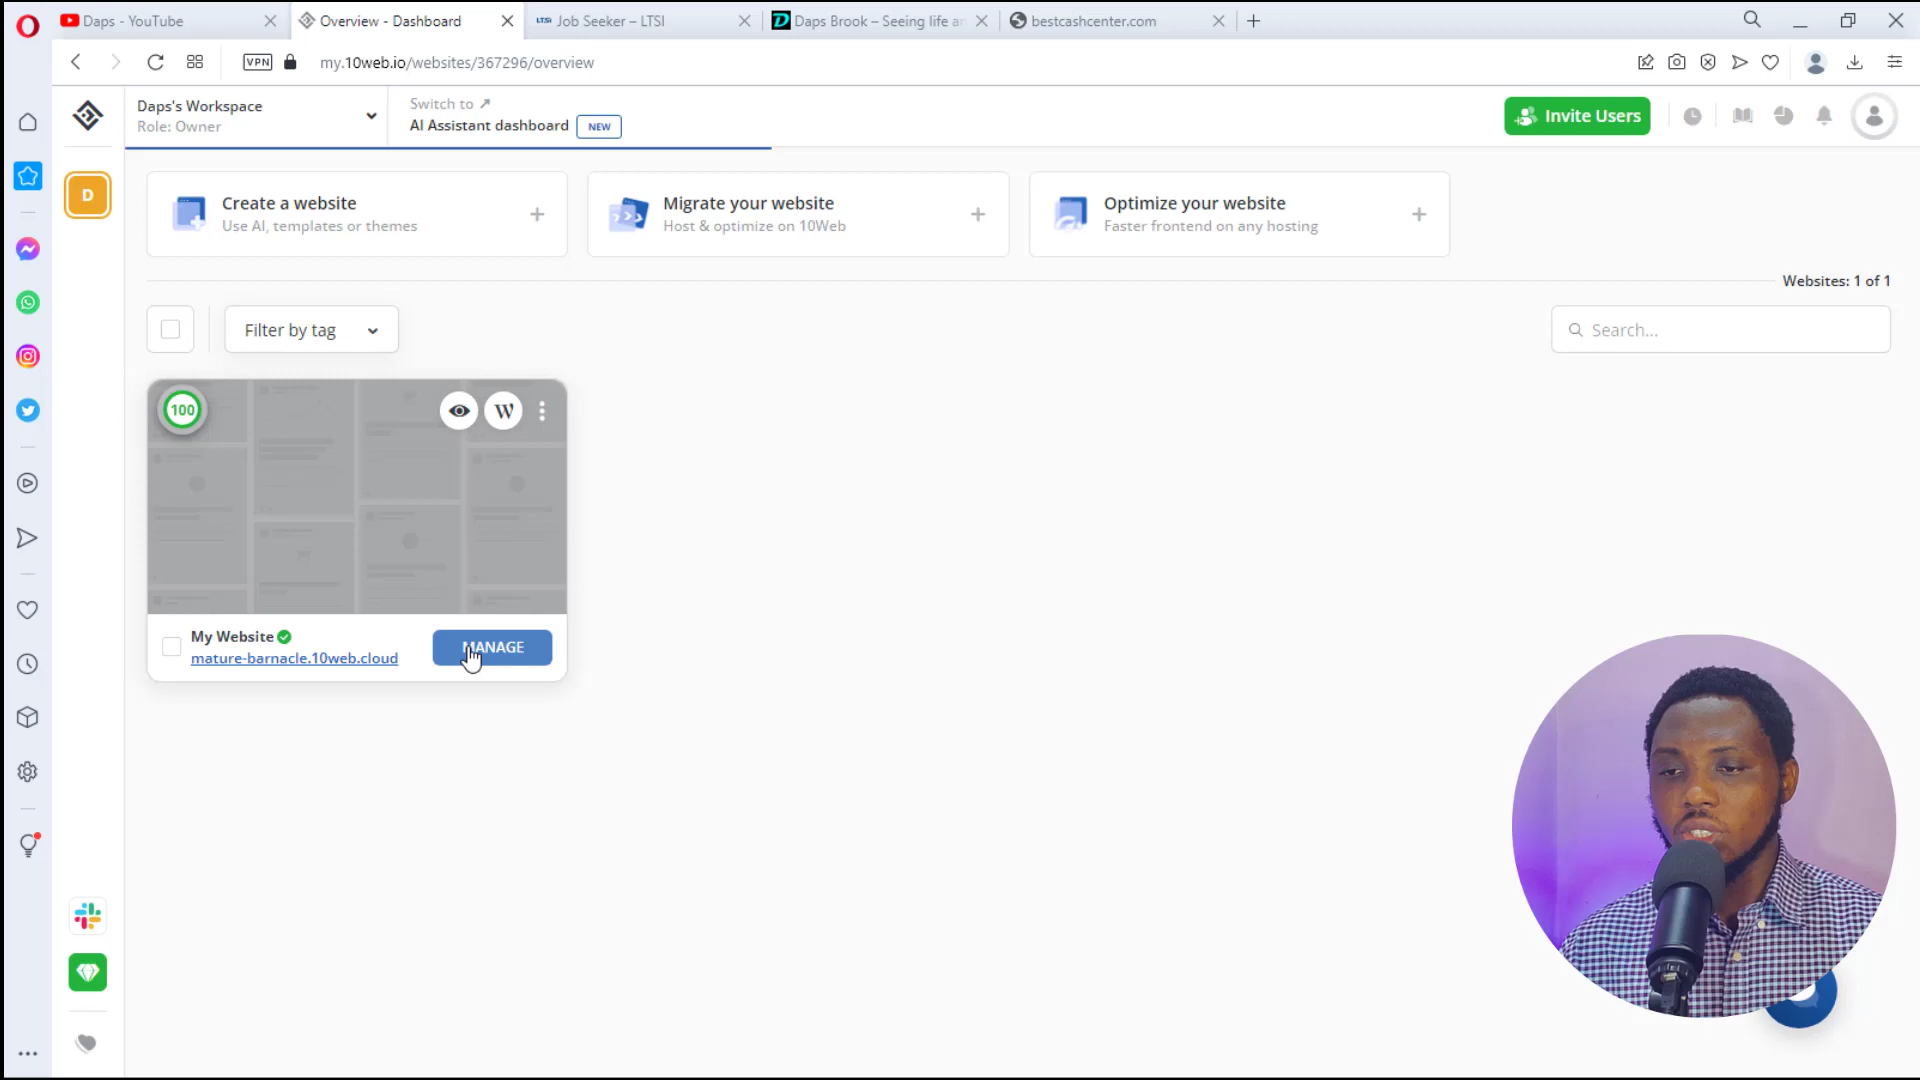 Daps - YouTube
Overview - Dashboard
LTSI Job Seeker – LTSI
D Daps Brook – Seeing life a
bestcashcenter.com
VPN
my.10web.io/websites/367296/overview
Daps's Workspace
Role: Owner
Switch to
AI Assistant dashboard NEW
Invite Users
D
Create a website
Use AI, templates or themes
Migrate your website
Host & optimize on 10Web
Optimize your website
Faster frontend on any hosting
Websites: 1 of 1
Filter by tag
Search...
100
W
My Website
mature-barnacle.10web.cloud
MANAGE